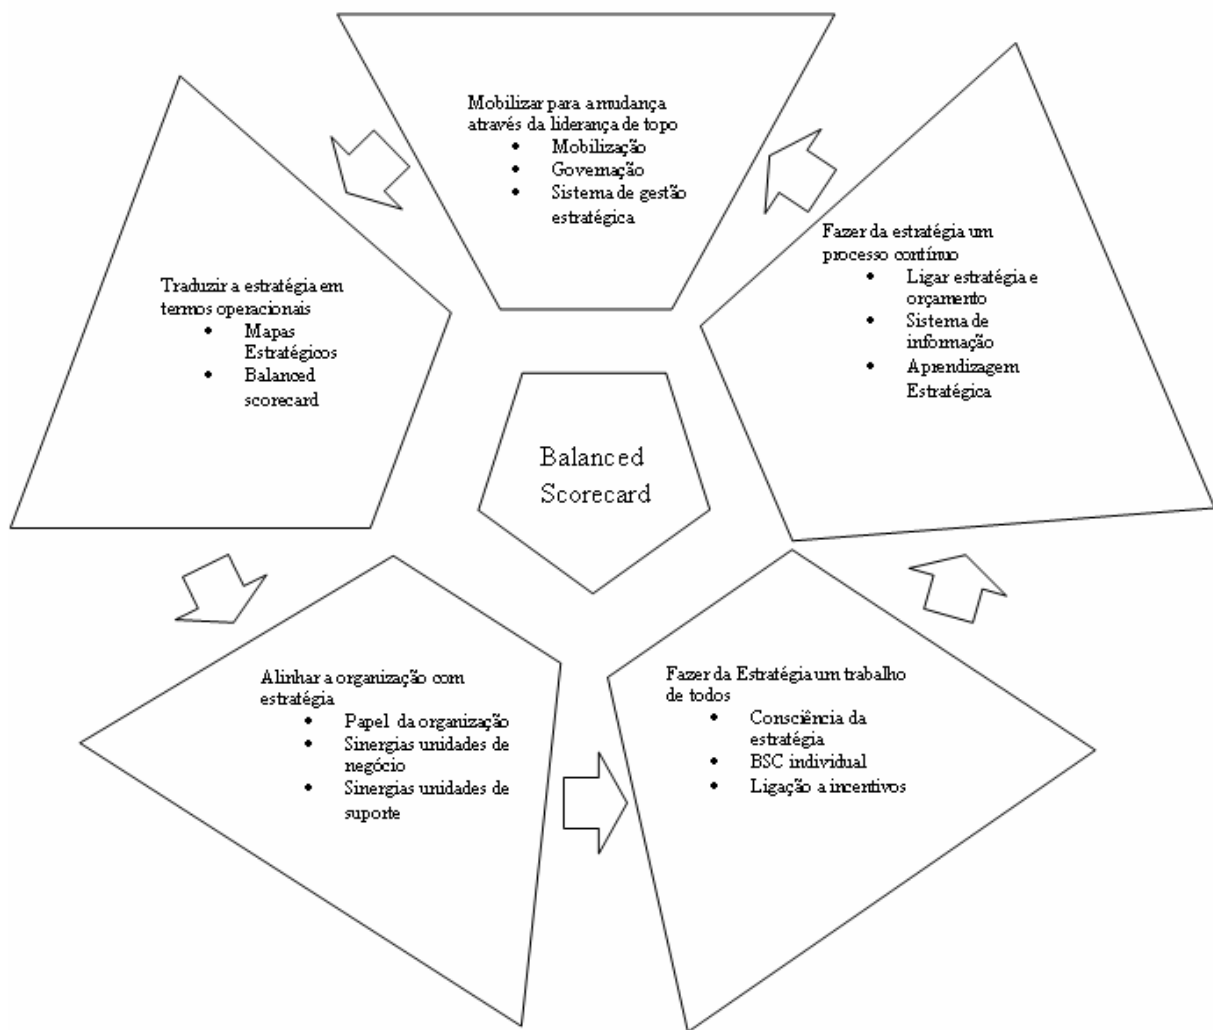 Mobilizar para a mudança
através da liderança de topo
• Mobilização
• Governação
• Sistema de gestão
estratégica
Traduzir a estratégia em
termos operacionais
• Mapas
Estratégicos
• Balanced
scorecard
Fazer da estratégia um
processo contínuo
• Ligar estratégia e
orçamento
• Sistema de
informação
• Aprendizagem
Estratégica
Balanced
Scorecard
Alinhar a organização com
estratégia
• Papel da organização
• Sinergias unidades de
negócio
• Sinergias unidades de
suporte
Fazer da Estratégia um trabalho
de todos
• Consciência da
estratégia
• BSC individual
• Ligação a incentivos